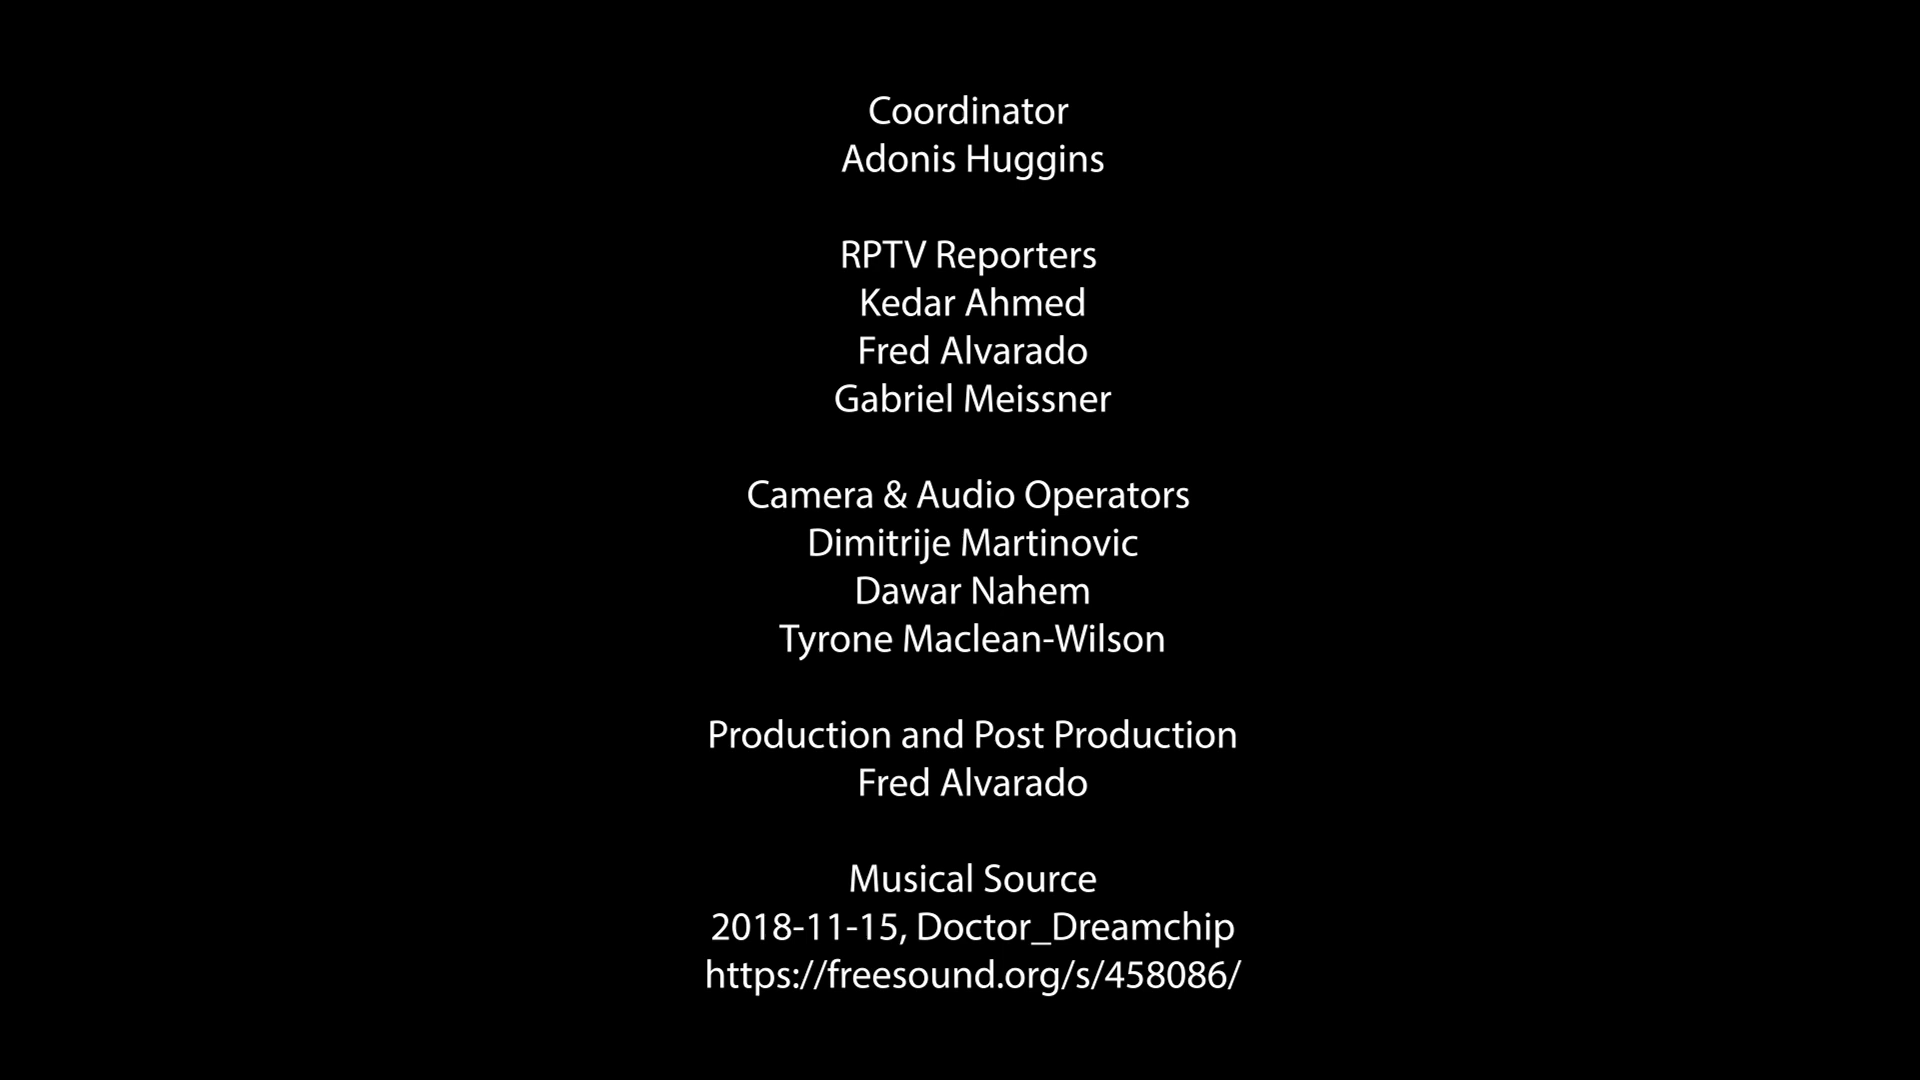 Coordinator
Adonis Huggins
RPTV Reporters
Kedar Ahmed
Fred Alvarado
Gabriel Meissner
Camera & Audio Operators
Dimitrije Martinovic
Dawar Nahem
Tyrone Maclean-Wilson
Production and Post Production
Fred Alvarado
Musical Source
2018-11-15, Doctor_Dreamchip
https://freesound.org/s/458086/